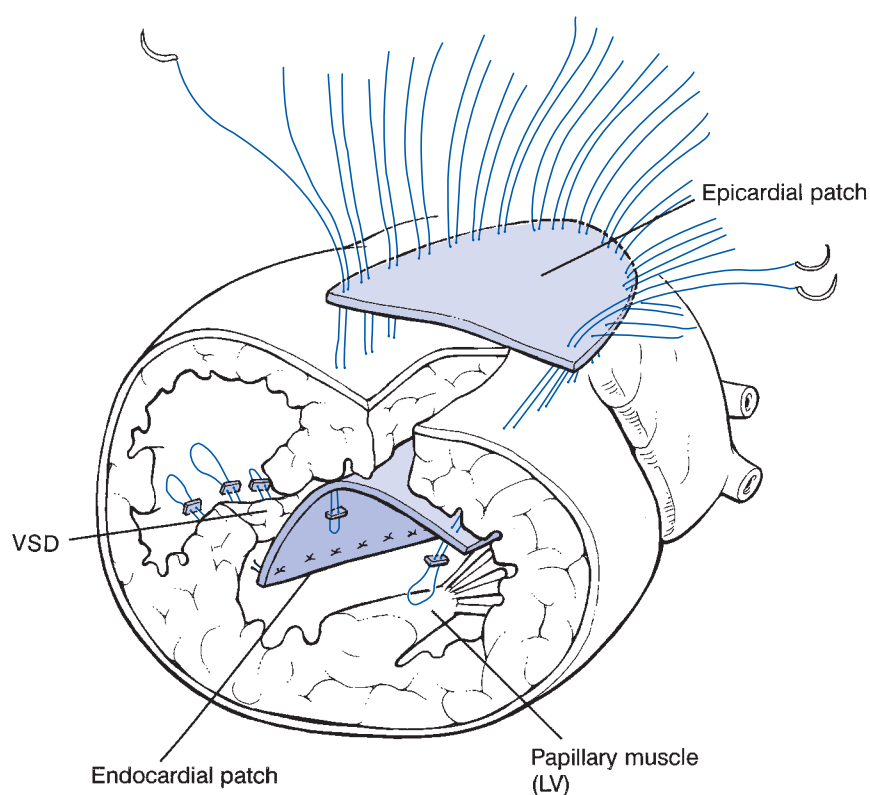 Epicardial patch
VSD
Endocardial patch
Papillary muscle
(LV)